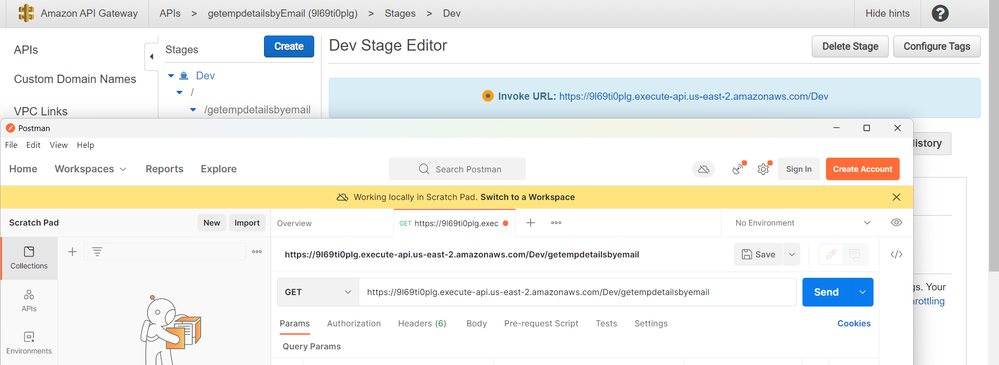 Amazon API Gateway
APIs > getempdetailsbyEmail (9l69ti0plg) > Stages > Dev
Hide hints
?
APIs
Custom Domain Names
VPC Links
Stages
Create
Dev
/
/getempdetailsbyemail
Dev Stage Editor
Delete Stage
Configure Tags
Invoke URL: https://9l69ti0plg.execute-api.us-east-2.amazonaws.com/Dev
Postman
File Edit View Help
Home Workspaces Reports Explore
Search Postman
Sign In
Create Account
Working locally in Scratch Pad. Switch to a Workspace
Scratch Pad
New
Import
Overview
GET https://9l69ti0plg.exec
No Environment
Collections
APIs
Environments
https://9l69ti0plg.execute-api.us-east-2.amazonaws.com/Dev/getempdetailsbyemail
Save
</>
GET
https://9l69ti0plg.execute-api.us-east-2.amazonaws.com/Dev/getempdetailsbyemail
Send
Params Authorization Headers (6) Body Pre-request Script Tests Settings
Cookies
Query Params
istory
gs. Your
rottling